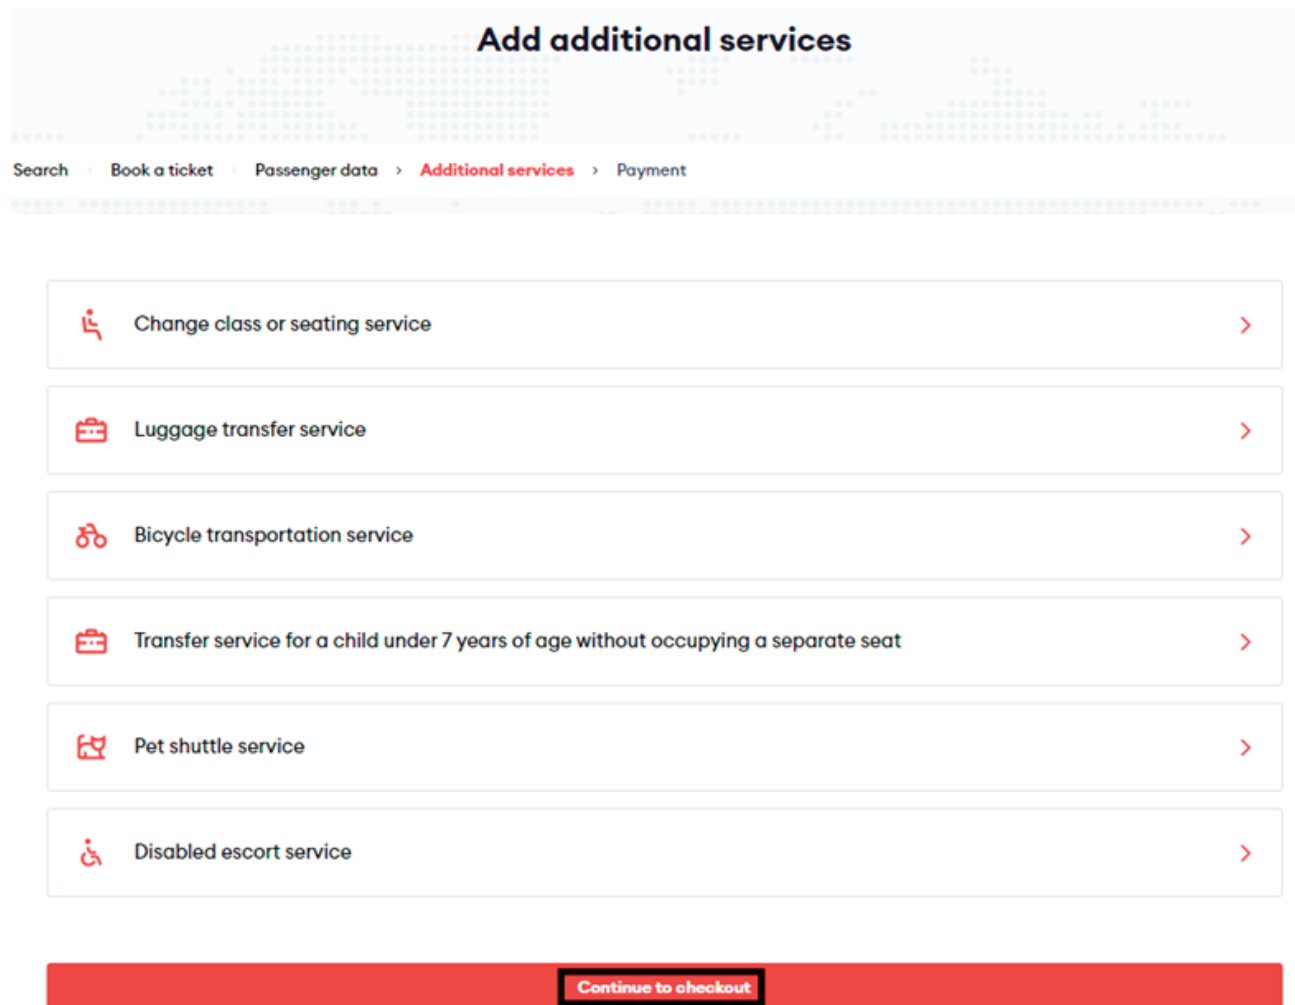 Add additional services
Search > Book a ticket > Passenger data > Additional services > Payment
Change class or seating service
Luggage transfer service
Bicycle transportation service
Transfer service for a child under 7 years of age without occupying a separate seat
Pet shuttle service
Disabled escort service
Continue to checkout